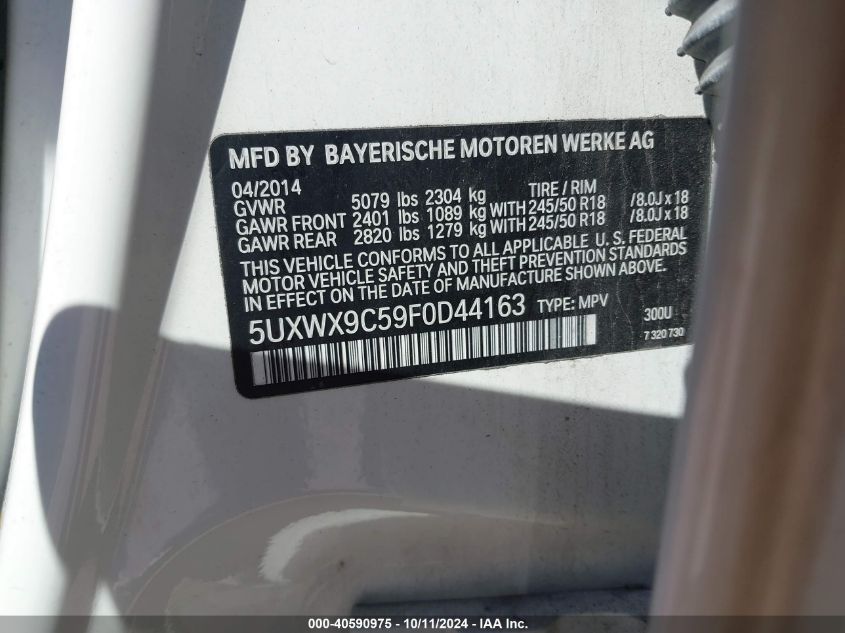 MFD BY BAYERISCHE MOTOREN WERKE AG
04/2014 TIRE / RIM
GVWR 5079 lbs 2304 kg
GAWR FRONT 2401 lbs 1089 kg WITH 245/50 R18 /8.0J x 18
GAWR REAR 2820 lbs 1279 kg WITH 245/50 R18 /8.0J x 18
THIS VEHICLE CONFORMS TO ALL APPLICABLE U. S. FEDERAL
MOTOR VEHICLE SAFETY AND THEFT PREVENTION STANDARDS
IN EFFECT ON THE DATE OF MANUFACTURE SHOWN ABOVE.
5UXWX9C59F0D44163 TYPE: MPV 300U
7 320 730
000-40590975 - 10/11/2024 - IAA Inc.